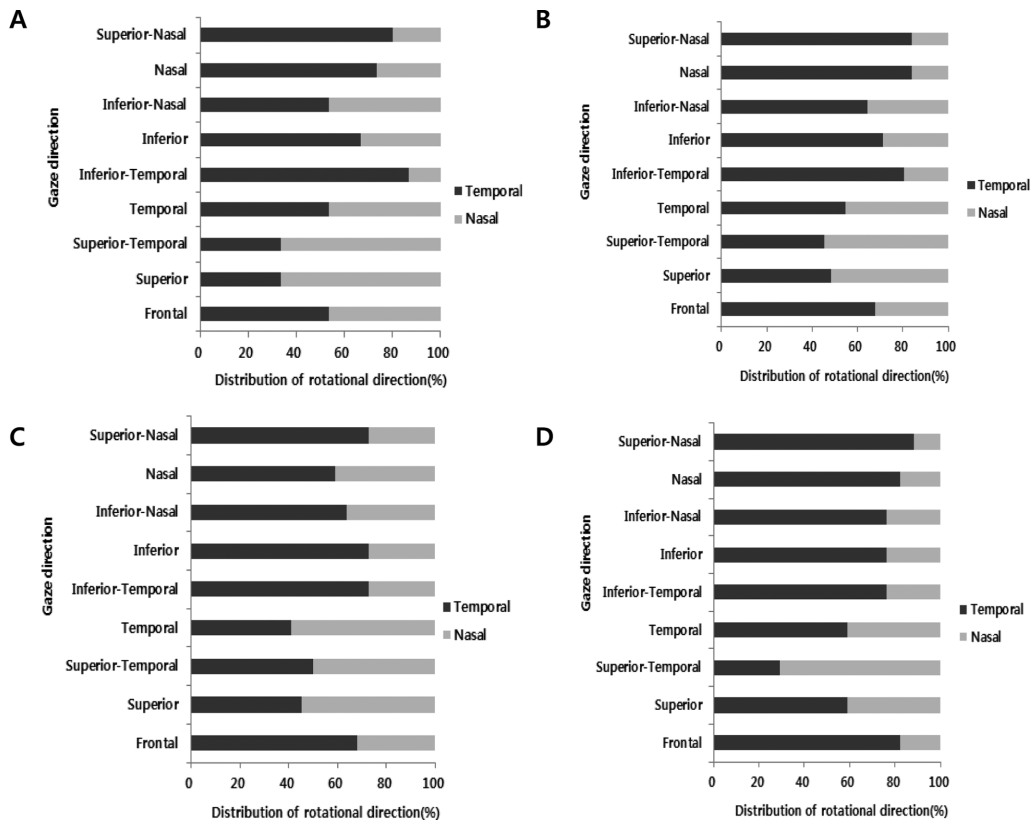 A
Gaze direction
Superior-Nasal
Nasal
Inferior-Nasal
Inferior
Inferior-Temporal
Temporal
Superior-Temporal
Superior
Frontal
0 20 40 60 80 100
Distribution of rotational direction(%)
Temporal
Nasal
B
Gaze direction
Superior-Nasal
Nasal
Inferior-Nasal
Inferior
Inferior-Temporal
Temporal
Superior-Temporal
Superior
Frontal
0 20 40 60 80 100
Distribution of rotational direction(%)
Temporal
Nasal
C
Gaze direction
Superior-Nasal
Nasal
Inferior-Nasal
Inferior
Inferior-Temporal
Temporal
Superior-Temporal
Superior
Frontal
0 20 40 60 80 100
Distribution of rotational direction(%)
Temporal
Nasal
D
Gaze direction
Superior-Nasal
Nasal
Inferior-Nasal
Inferior
Inferior-Temporal
Temporal
Superior-Temporal
Superior
Frontal
0 20 40 60 80 100
Distribution of rotational direction(%)
Temporal
Nasal